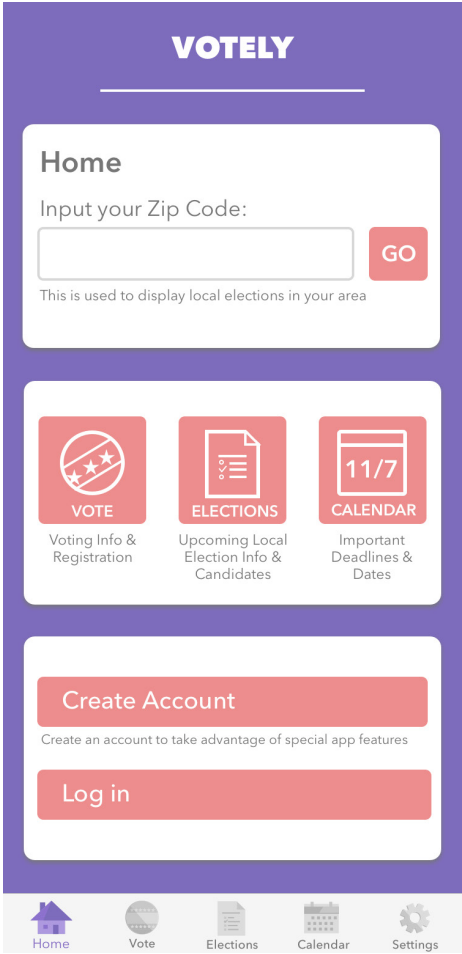 VOTELY
Home
Input your Zip Code:
GO
This is used to display local elections in your area
VOTE
Voting Info &
Registration
ELECTIONS
Upcoming Local
Election Info &
Candidates
11/7
CALENDAR
Important
Deadlines &
Dates
Create Account
Create an account to take advantage of special app features
Log in
Home
Vote
Elections
Calendar
Settings